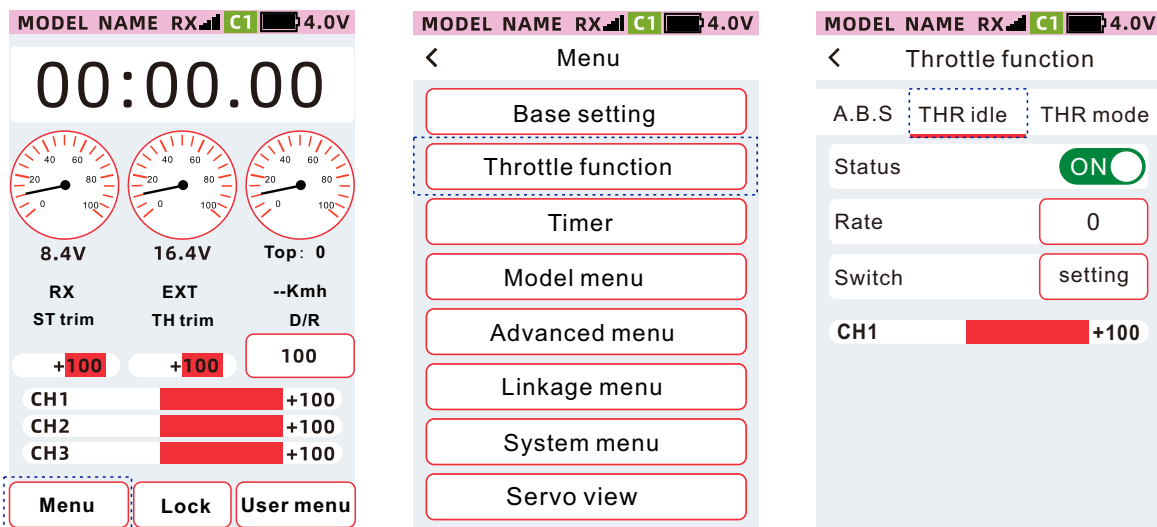 MODEL NAME RX C1 4.0V
00:00.00
40 60
20 80
0 100
40 60
20 80
0 100
40 60
20 80
0 100
8.4V 16.4V Top: 0
RX EXT --Kmh
ST trim TH trim D/R
+100 +100 100
CH1 +100
CH2 +100
CH3 +100
Menu Lock User menu
MODEL NAME RX C1 4.0V
< Menu
Base setting
Throttle function
Timer
Model menu
Advanced menu
Linkage menu
System menu
Servo view
MODEL NAME RX C1 4.0V
< Throttle function
A.B.S THR idle THR mode
Status ON
Rate 0
Switch setting
CH1 +100